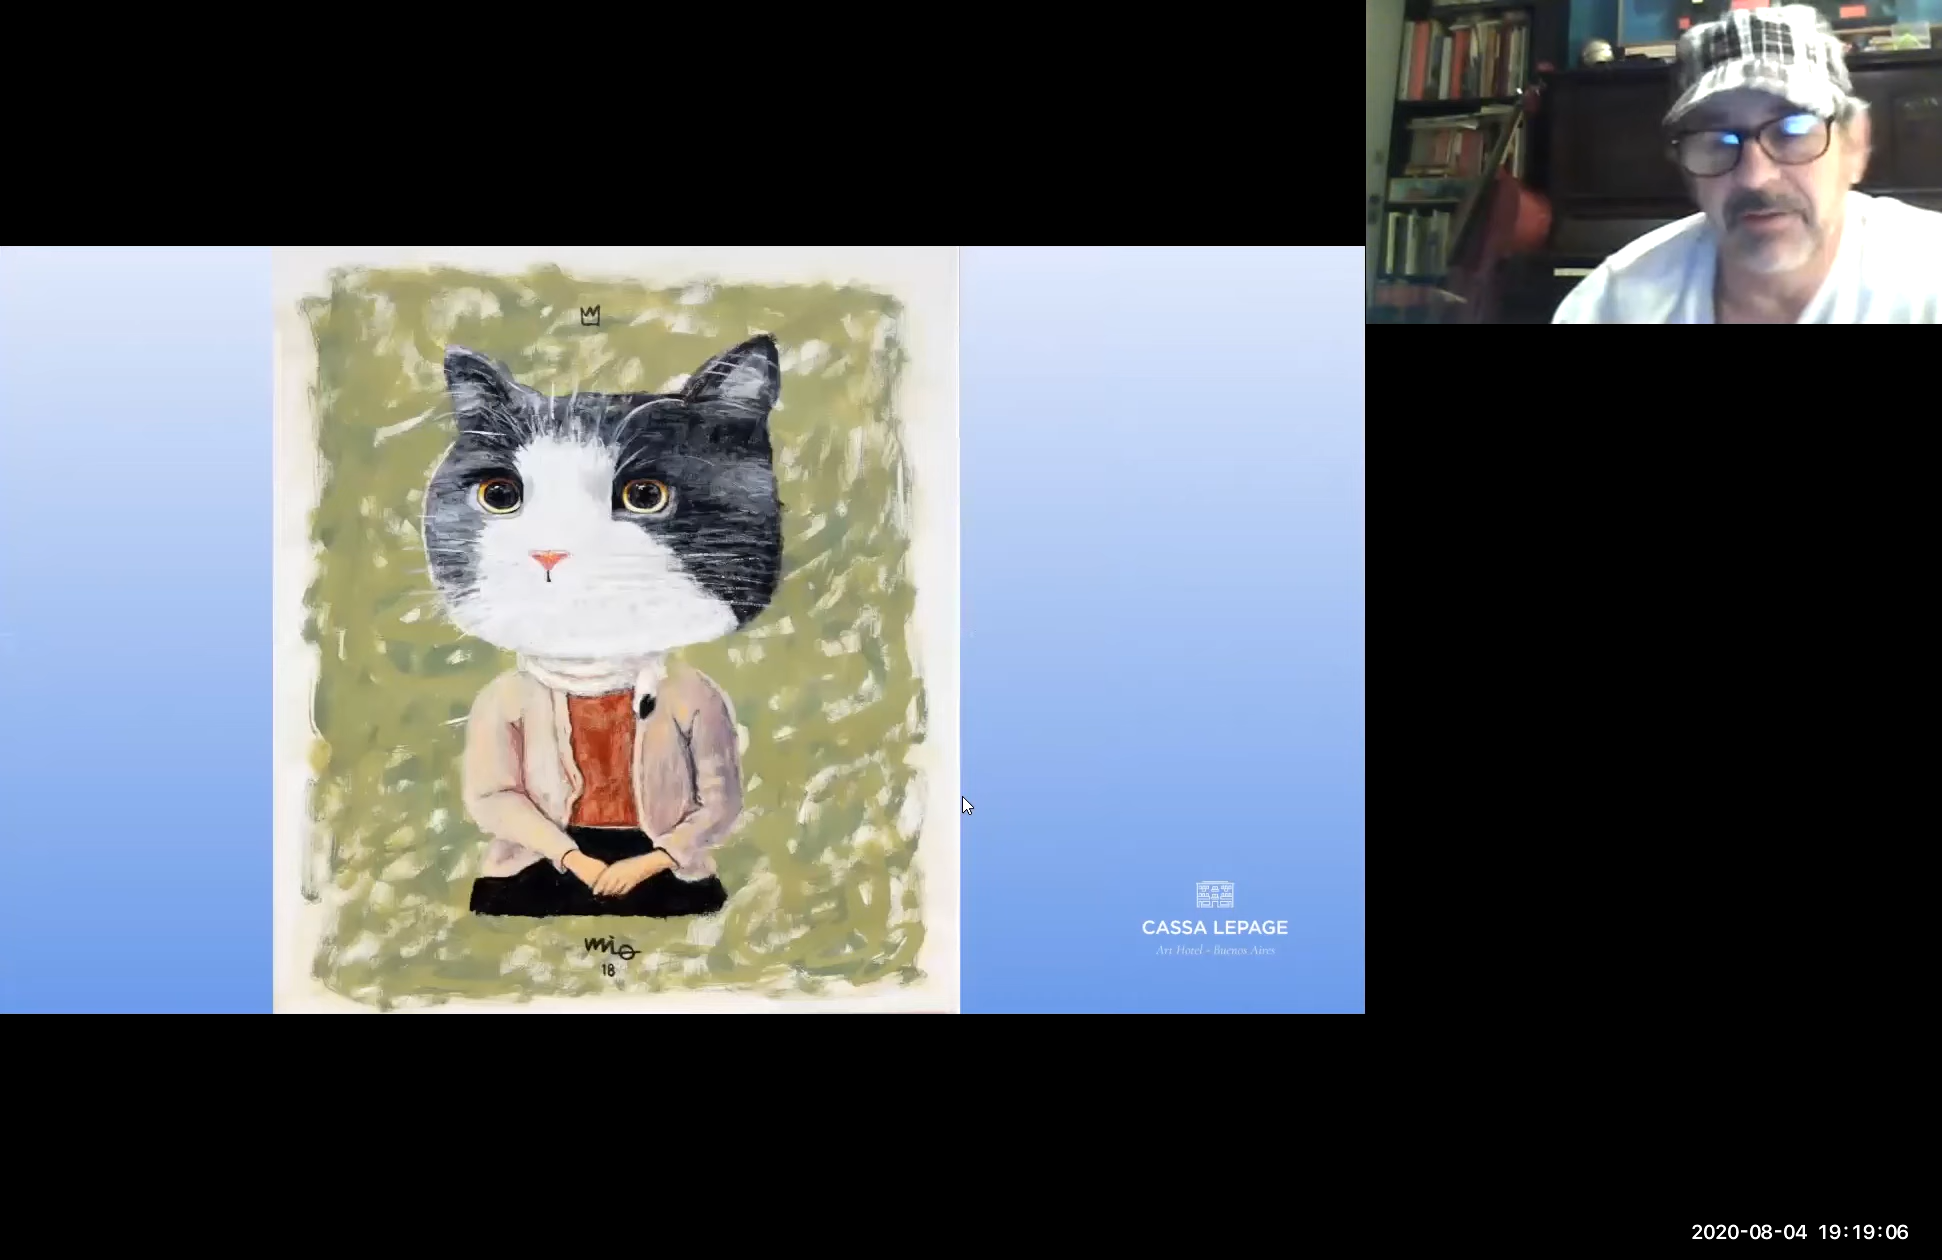 mio
18
CASSA LEPAGE
Art Hotel - Buenos Aires
2020-08-04 19:19:06